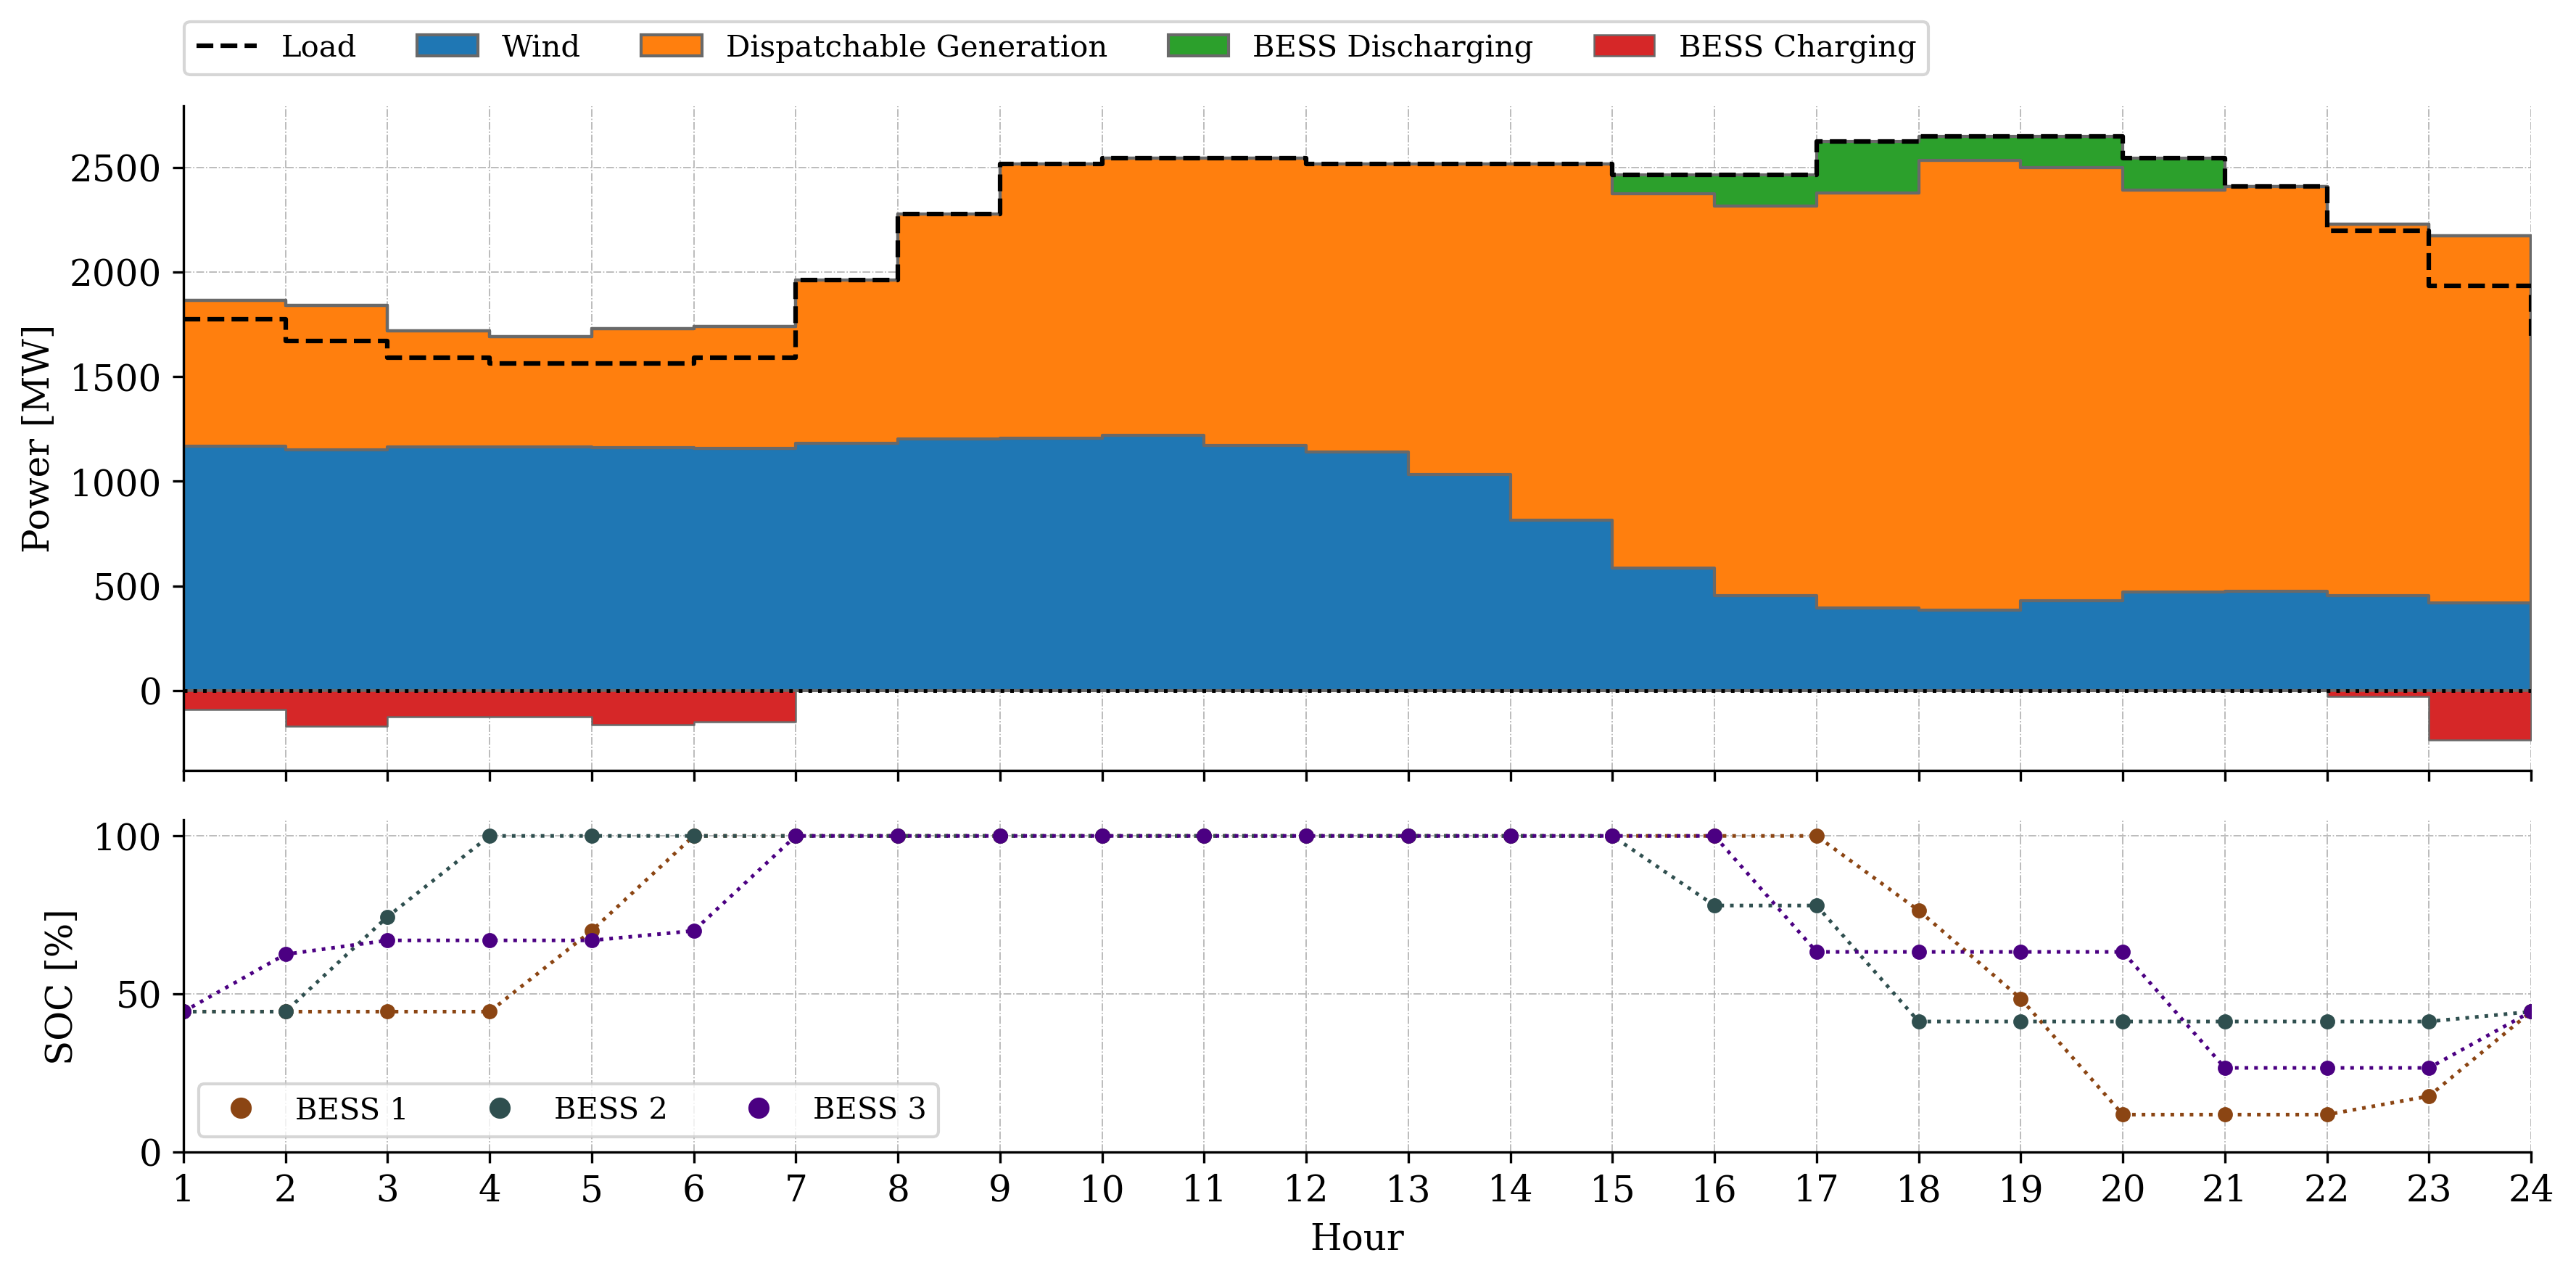 Load Wind Dispatchable Generation BESS Discharging BESS Charging
Power [MW]
2500
2000
1500
1000
500
0
SOC [%]
100
50
0
BESS 1 BESS 2 BESS 3
1 2 3 4 5 6 7 8 9 10 11 12 13 14 15 16 17 18 19 20 21 22 23 24
Hour